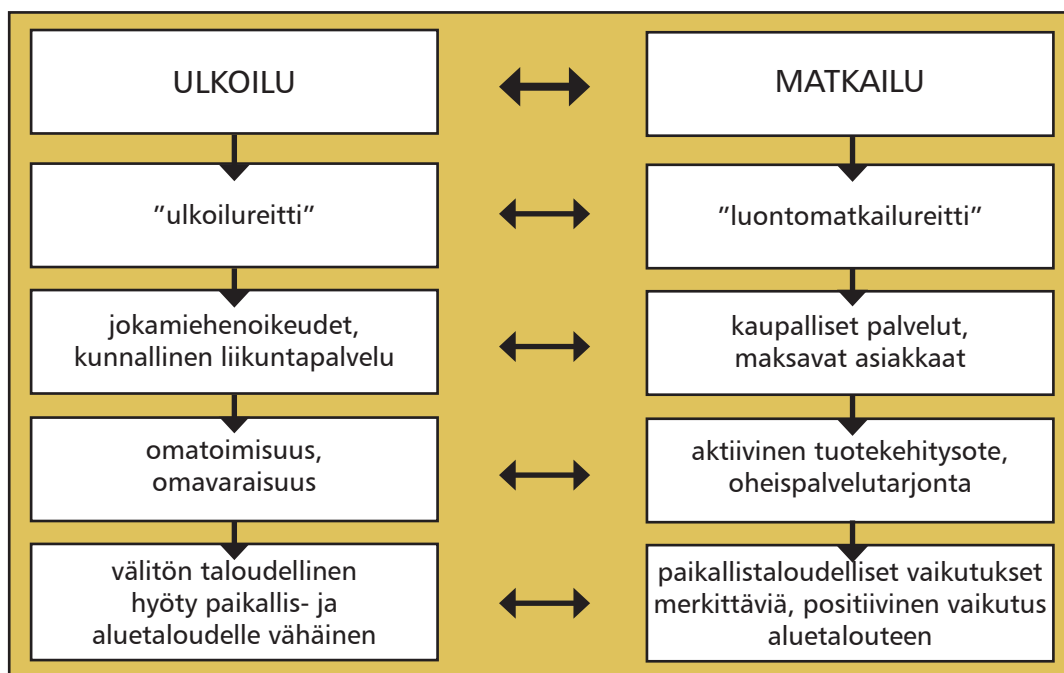 ULKOILU
MATKAILU
”ulkoilureitti”
”luontomatkailureitti”
jokamiehenoikeudet,
kunnallinen liikuntapalvelu
kaupalliset palvelut,
maksavat asiakkaat
omatoimisuus,
omavaraisuus
aktiivinen tuotekehitysote,
oheispalvelutarjonta
välitön taloudellinen
hyöty paikallis- ja
aluetaloudelle vähäinen
paikallistaloudelliset vaikutukset
merkittäviä, positiivinen vaikutus
aluetalouteen